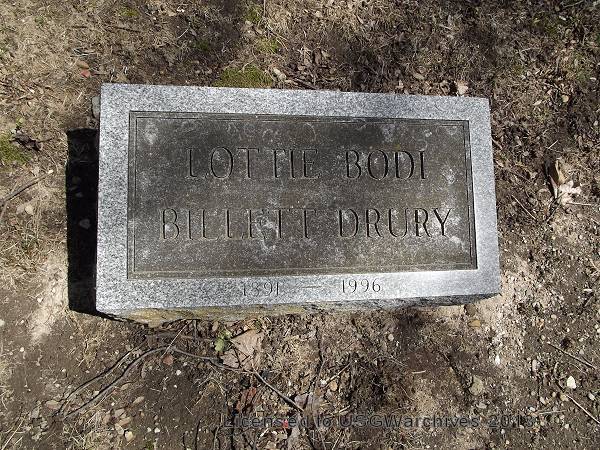 LOTTIE BODI
BILLETT DRURY
1891 — 1996
Licensed to USGWarchives 2013